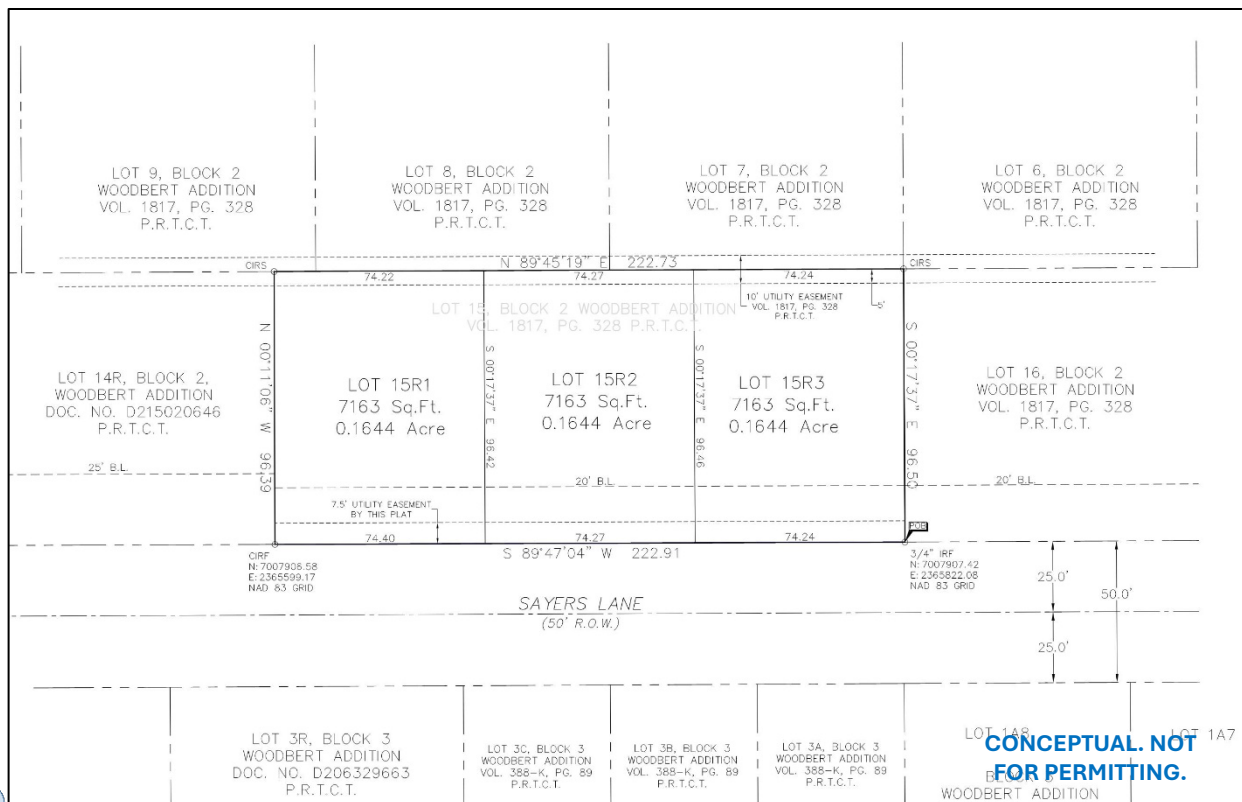 LOT 9, BLOCK 2
WOODBERT ADDITION
VOL. 1817, PG. 328
P.R.T.C.T.
LOT 8, BLOCK 2
WOODBERT ADDITION
VOL. 1817, PG. 328
P.R.T.C.T.
LOT 7, BLOCK 2
WOODBERT ADDITION
VOL. 1817, PG. 328
P.R.T.C.T.
LOT 6, BLOCK 2
WOODBERT ADDITION
VOL. 1817, PG. 328
P.R.T.C.T.
CIRS
N 89°45'19" E 222.73
CIRS
74.22
74.27
74.24
10' UTILITY EASEMENT
VOL. 1817, PG. 328
P.R.T.C.T.
5'
LOT 15, BLOCK 2 WOODBERT ADDITION
VOL. 1817, PG. 328 P.R.T.C.T.
N 00°11'06" W 96.39
S 00°17'37" E 96.42
S 00°17'37" E 96.46
S 00°17'37" E 96.50
LOT 14R, BLOCK 2,
WOODBERT ADDITION
DOC. NO. D215020646
P.R.T.C.T.
LOT 15R1
7163 Sq.Ft.
0.1644 Acre
LOT 15R2
7163 Sq.Ft.
0.1644 Acre
LOT 15R3
7163 Sq.Ft.
0.1644 Acre
LOT 16, BLOCK 2
WOODBERT ADDITION
VOL. 1817, PG. 328
P.R.T.C.T.
25' B.L.
20' B.L.
20' B.L.
7.5' UTILITY EASEMENT
BY THIS PLAT
POB
74.40
74.27
74.24
S 89°47'04" W 222.91
CIRF
N: 7007906.58
E: 2365599.17
NAD 83 GRID
3/4" IRF
N: 7007907.42
E: 2365822.08
NAD 83 GRID
25.0'
50.0'
25.0'
SAYERS LANE
(50' R.O.W.)
LOT 3R, BLOCK 3
WOODBERT ADDITION
DOC. NO. D206329663
P.R.T.C.T.
LOT 3C, BLOCK 3
WOODBERT ADDITION
VOL. 388-K, PG. 89
P.R.T.C.T.
LOT 3B, BLOCK 3
WOODBERT ADDITION
VOL. 388-K, PG. 89
P.R.T.C.T.
LOT 3A, BLOCK 3
WOODBERT ADDITION
VOL. 388-K, PG. 89
P.R.T.C.T.
LOT 1A8
LOT 1A7
WOODBERT ADDITION
CONCEPTUAL. NOT
FOR PERMITTING.